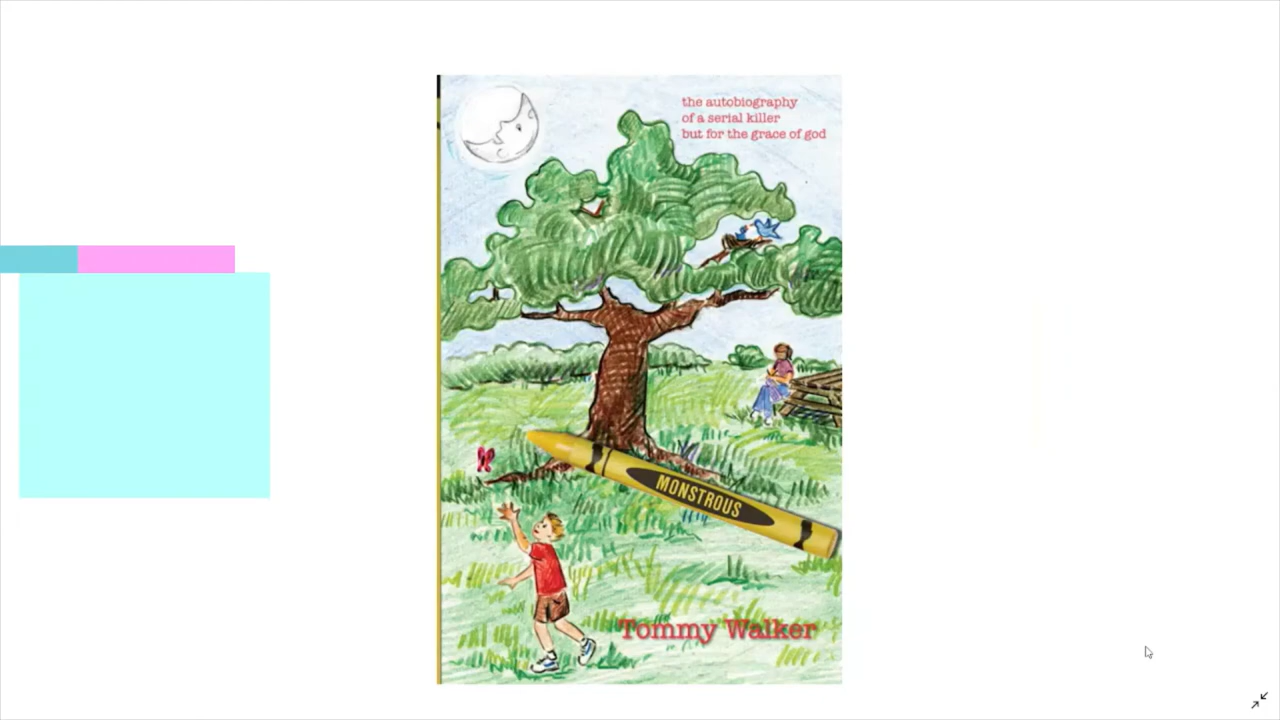 the autobiography
of a serial killer
but for the grace of god
MONSTROUS
Tommy Walker